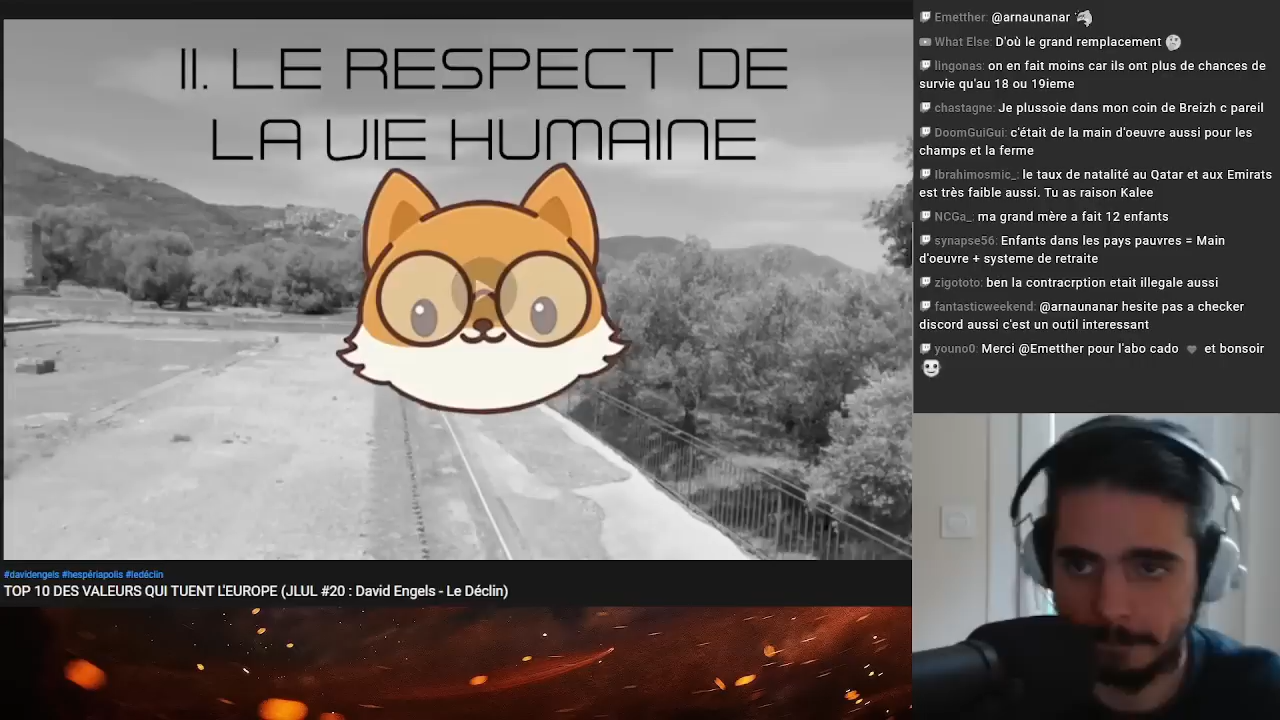 II. LE RESPECT DE
LA VIE HUMAINE
#davidengels #hespériapolis #ledéclin
TOP 10 DES VALEURS QUI TUENT L'EUROPE (JLUL #20 : David Engels - Le Déclin)
Emetther: @arnaunanar
What Else: D'où le grand remplacement
lingonas: on en fait moins car ils ont plus de chances de
survie qu'au 18 ou 19ieme
chastagne: Je plussoie dans mon coin de Breizh c pareil
DoomGuiGui: c'était de la main d'oeuvre aussi pour les
champs et la ferme
Ibrahimosmic_: le taux de natalité au Qatar et aux Emirats
est très faible aussi. Tu as raison Kalee
NCGa_: ma grand mère a fait 12 enfants
synapse56: Enfants dans les pays pauvres = Main
d'oeuvre + systeme de retraite
zigototo: ben la contracrption etait illegale aussi
fantasticweekend: @arnaunanar hesite pas a checker
discord aussi c'est un outil interessant
youno0: Merci @Emetther pour l'abo cado et bonsoir